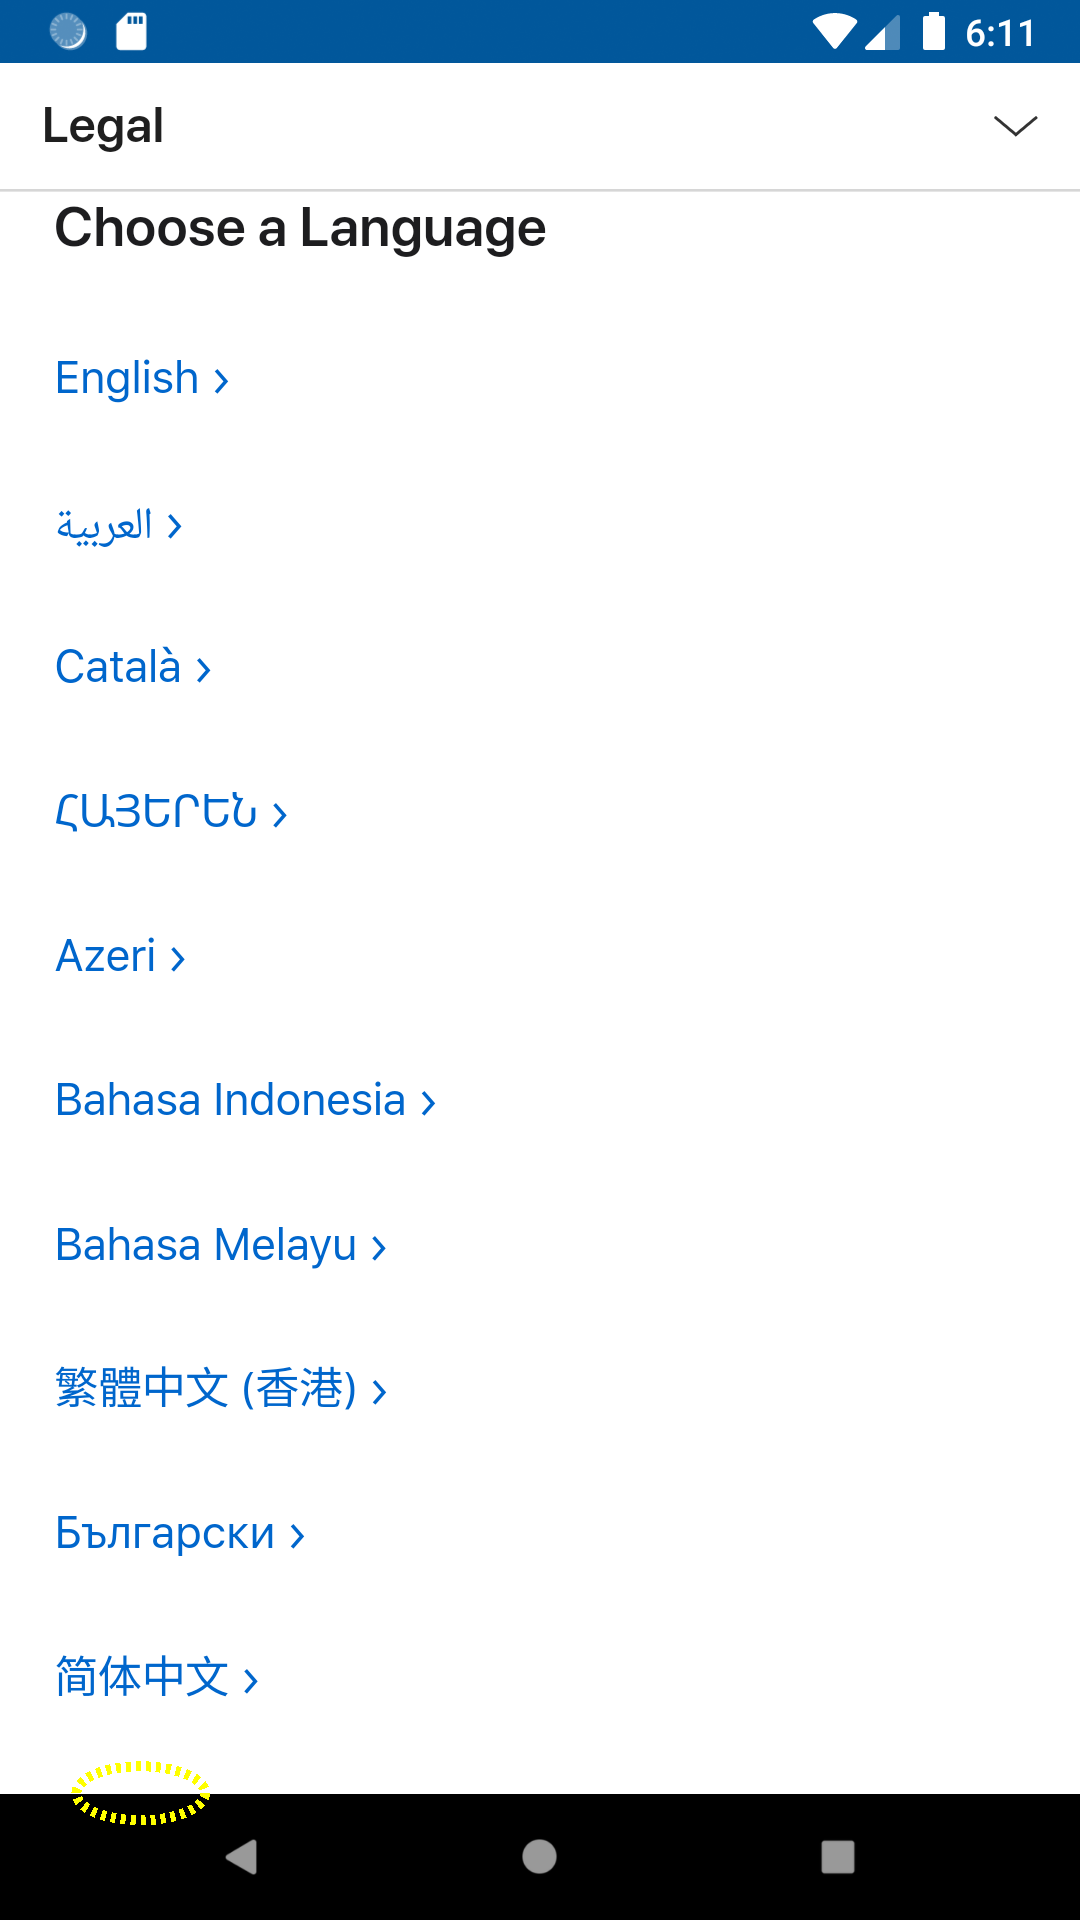 6:11
Legal
Choose a Language
English
العربية
Català
ՀԱՅԵՐԵՆ
Azeri
Bahasa Indonesia
Bahasa Melayu
繁體中文 (香港)
Български
简体中文